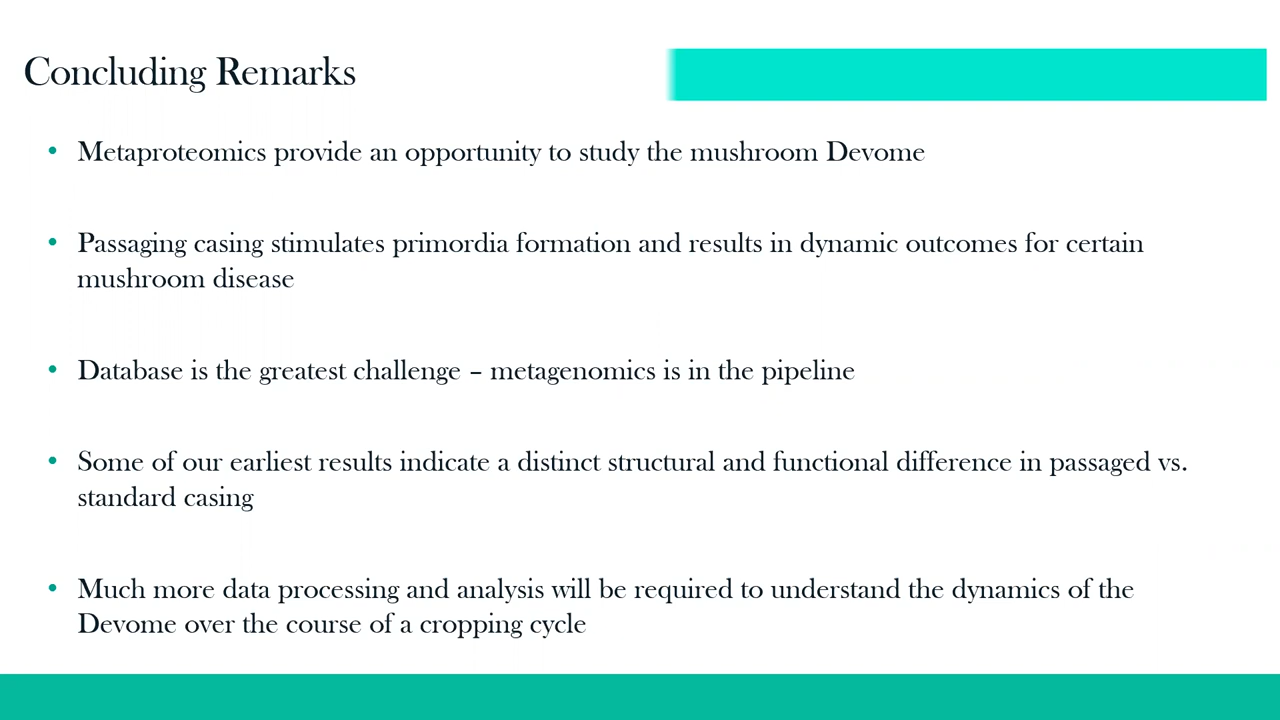 Concluding Remarks
• Metaproteomics provide an opportunity to study the mushroom Devome
• Passaging casing stimulates primordia formation and results in dynamic outcomes for certain
mushroom disease
• Database is the greatest challenge – metagenomics is in the pipeline
• Some of our earliest results indicate a distinct structural and functional difference in passaged vs.
standard casing
• Much more data processing and analysis will be required to understand the dynamics of the
Devome over the course of a cropping cycle